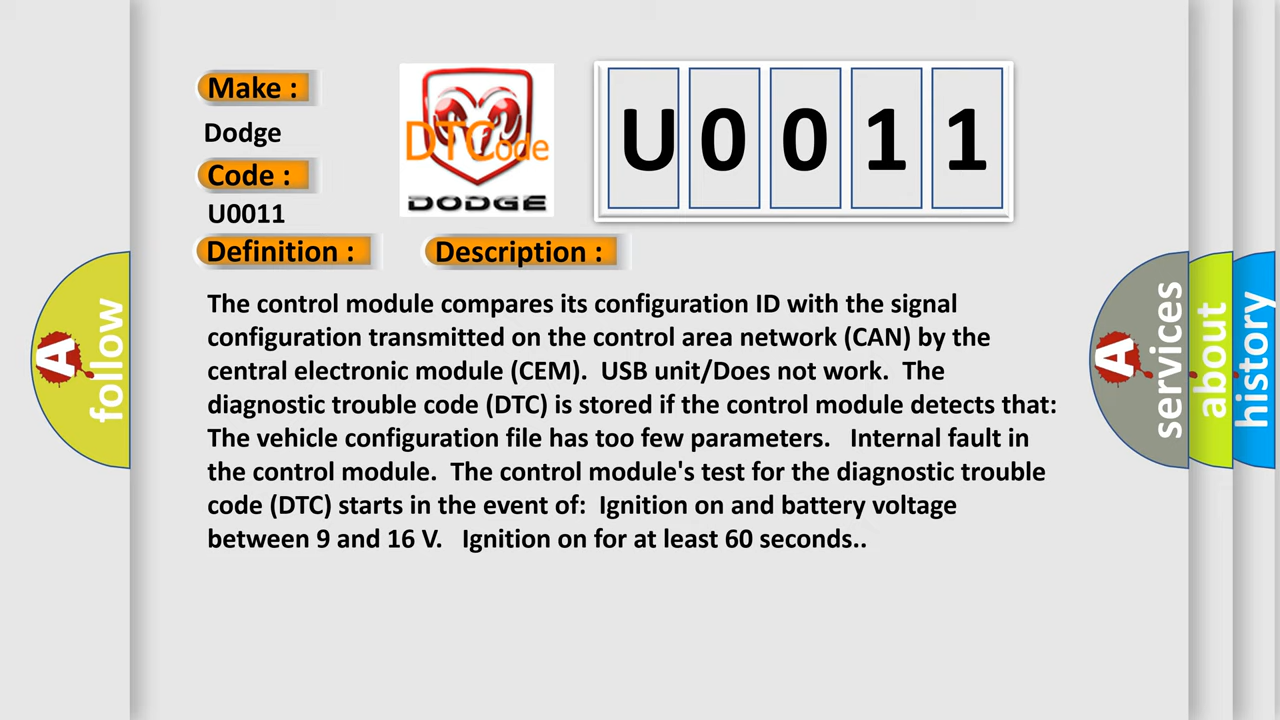 Make :
Dodge
Code :
U0011
DTCode
DODGE
U0011
Definition :
Description :
The control module compares its configuration ID with the signal
configuration transmitted on the control area network (CAN) by the
central electronic module (CEM). USB unit/Does not work. The
diagnostic trouble code (DTC) is stored if the control module detects that:
The vehicle configuration file has too few parameters. Internal fault in
the control module. The control module's test for the diagnostic trouble
code (DTC) starts in the event of: Ignition on and battery voltage
between 9 and 16 V. Ignition on for at least 60 seconds..
A follow
A services
about
history